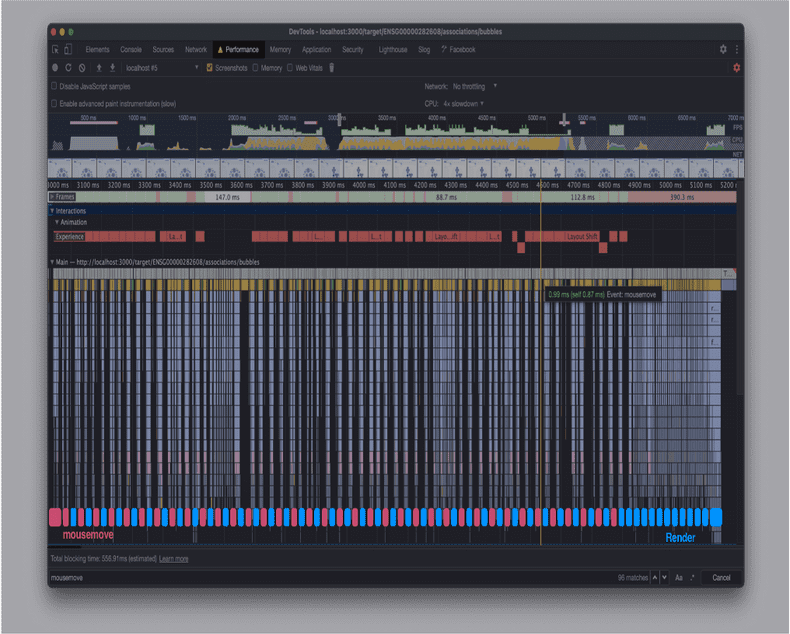 DevTools - localhost:3000/target/ENSG00000282608/associations/bubbles
Elements Console Sources Network Performance Memory Application Security Lighthouse Slog Facebook
localhost #5 Screenshots Memory Web Vitals
Disable JavaScript samples Network: No throttling
Enable advanced paint instrumentation (slow) CPU: 4x slowdown
500 ms 1000 ms 1500 ms 2000 ms 2500 ms 3000 ms 3500 ms 4000 ms 4500 ms 5000 ms 5500 ms 6000 ms 6500 ms 7000 m
FPS
CPU
NET
3000 ms 3100 ms 3200 ms 3300 ms 3400 ms 3500 ms 3600 ms 3700 ms 3800 ms 3900 ms 4000 ms 4100 ms 4200 ms 4300 ms 4400 ms 4500 ms 4600 ms 4700 ms 4800 ms 4900 ms 5000 ms 5100 ms 5200
Frames 147.0 ms 88.7 ms 112.8 ms 390.3 ms
Interactions
Animation
Experience La...t L... L...t Layo...ift L...t Layout Shift
Main — http://localhost:3000/target/ENSG00000282608/associations/bubbles
T...
0.99 ms (self 0.87 ms) Event: mousemove
r...
r...
r...
mousemove Render
Total blocking time: 558.91ms (estimated) Learn more
mousemove 96 matches Aa .* Cancel